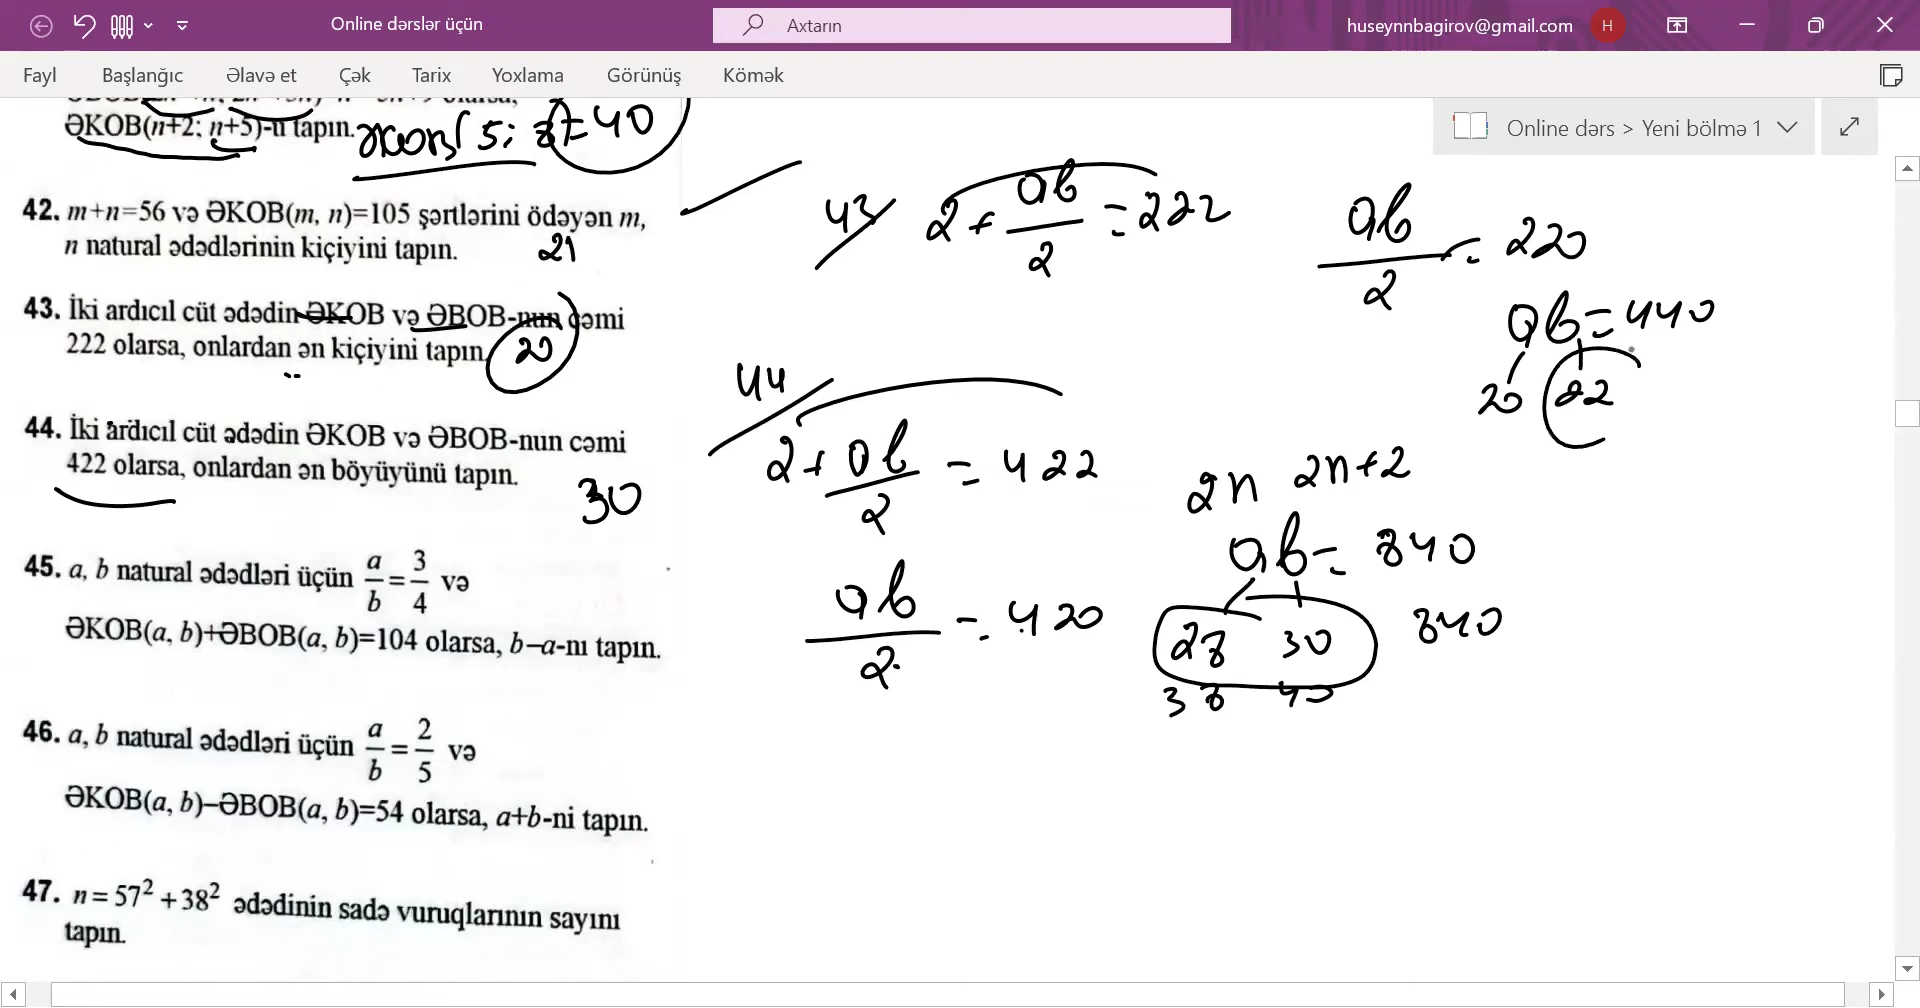 Online dərslər üçün
Axtarın
huseynnbagirov@gmail.com
H
Fayl Başlanğıc Əlavə et Çək Tarix Yoxlama Görünüş Kömək
Online dərs > Yeni bölmə 1
ƏKOB(n+2; n+5)-u tapın.
ƏKOB(5; 8)=40
42. m+n=56 və ƏKOB(m, n)=105 şərtlərini ödəyən m,
n natural ədədlərinin kiçiyini tapın.
21
43. İki ardıcıl cüt ədədin ƏKOB və ƏBOB-nun cəmi
222 olarsa, onlardan ən kiçiyini tapın.
20
44. İki ardıcıl cüt ədədin ƏKOB və ƏBOB-nun cəmi
422 olarsa, onlardan ən böyüyünü tapın.
30
45. a, b natural ədədləri üçün a/b = 3/4 və
ƏKOB(a, b)+ƏBOB(a, b)=104 olarsa, b–a-nı tapın.
46. a, b natural ədədləri üçün a/b = 2/5 və
ƏKOB(a, b)–ƏBOB(a, b)=54 olarsa, a+b-ni tapın.
47. n = 57² + 38² ədədinin sadə vuruqlarının sayını
tapın.
43
2 + ab/2 = 222
ab/2 = 220
ab = 440
20 22
44
2 + ab/2 = 422
ab/2 = 420
2n 2n+2
ab = 840
28 30 840
38 40